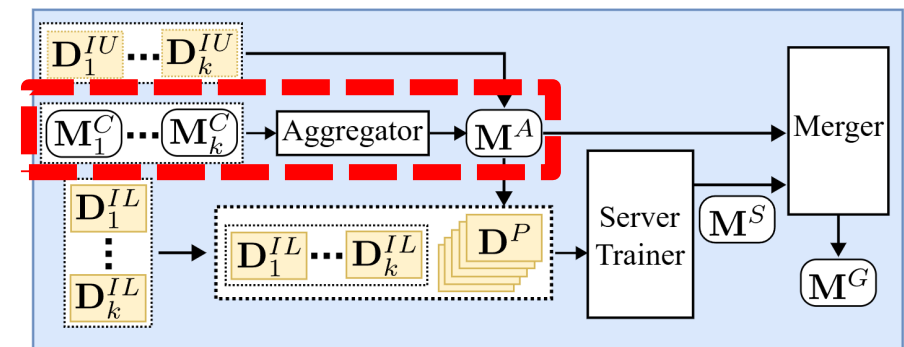 D_1^{IU} ··· D_k^{IU}
M_1^C ··· M_k^C
Aggregator
M^A
Merger
D_1^{IL}
⋮
D_k^{IL}
D_1^{IL} ··· D_k^{IL}
D^P
Server
Trainer
M^S
M^G